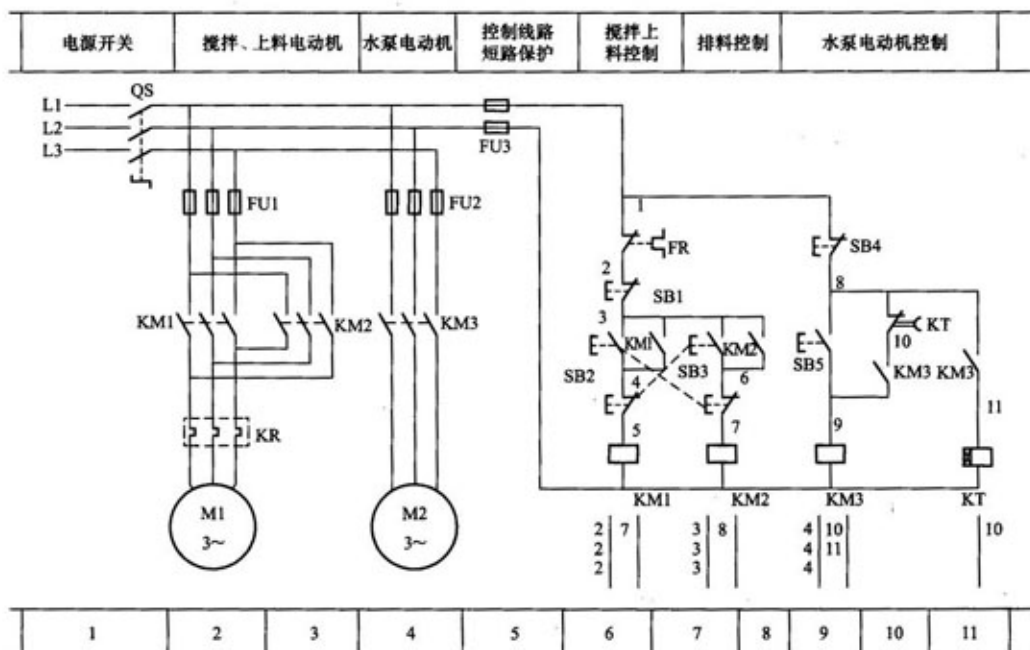 电源开关
搅拌、上料电动机
水泵电动机
控制线路
短路保护
搅拌上
料控制
排料控制
水泵电动机控制
QS
L1
L2
L3
FU3
FU1
FU2
1
FR
SB4
2
8
SB1
3
KT
10
KM1
KM2
KM3
KM1
KM2
SB2
SB3
SB5
KM3
KM3
4
6
11
5
7
9
KR
M1
3~
M2
3~
KM1
KM2
KM3
KT
2 7
2
2
3 8
3
3
4 10
4 11
4
10
1
2
3
4
5
6
7
8
9
10
11